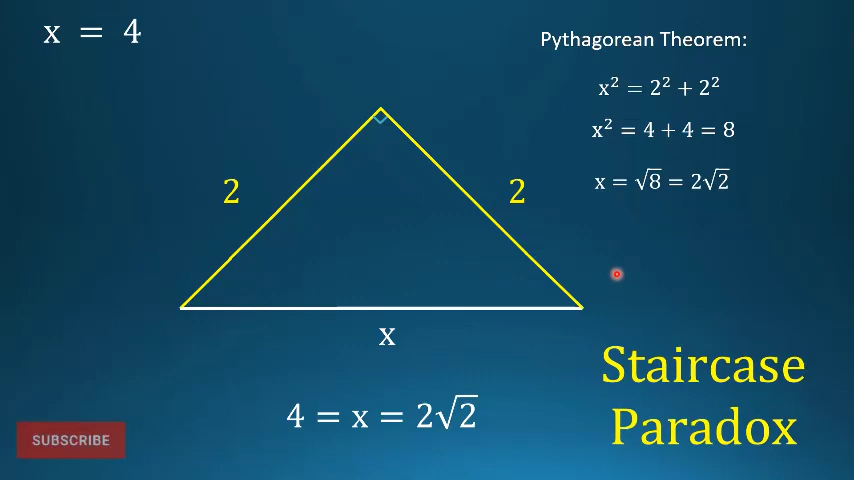 x = 4
Pythagorean Theorem:
x² = 2² + 2²
x² = 4 + 4 = 8
x = √8 = 2√2
2
2
x
4 = x = 2√2
Staircase
Paradox
SUBSCRIBE